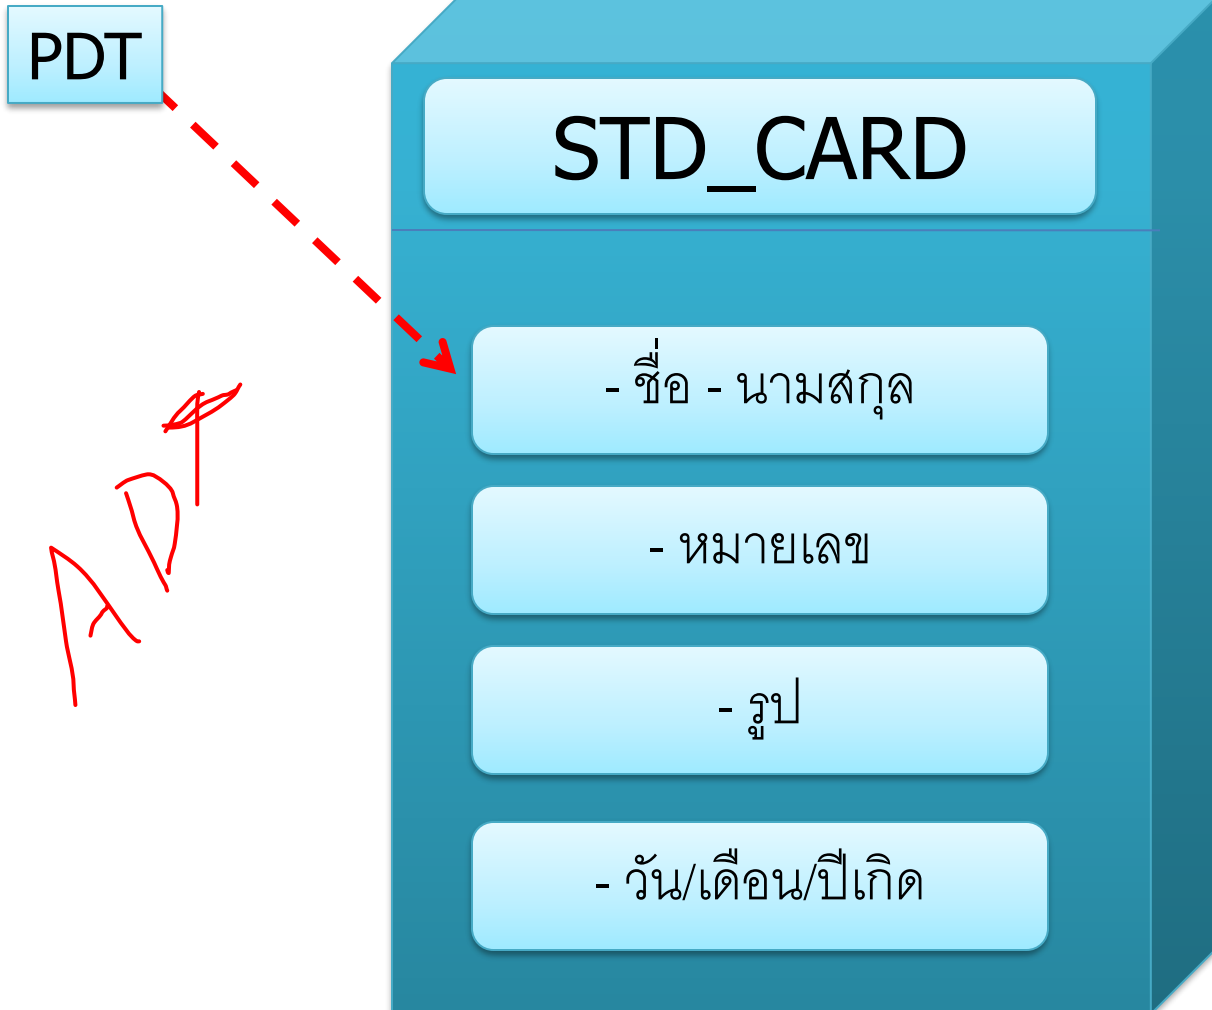 PDT
STD_CARD
- ชื่อ - นามสกุล
- หมายเลข
- รูป
- วัน/เดือน/ปีเกิด
ADT